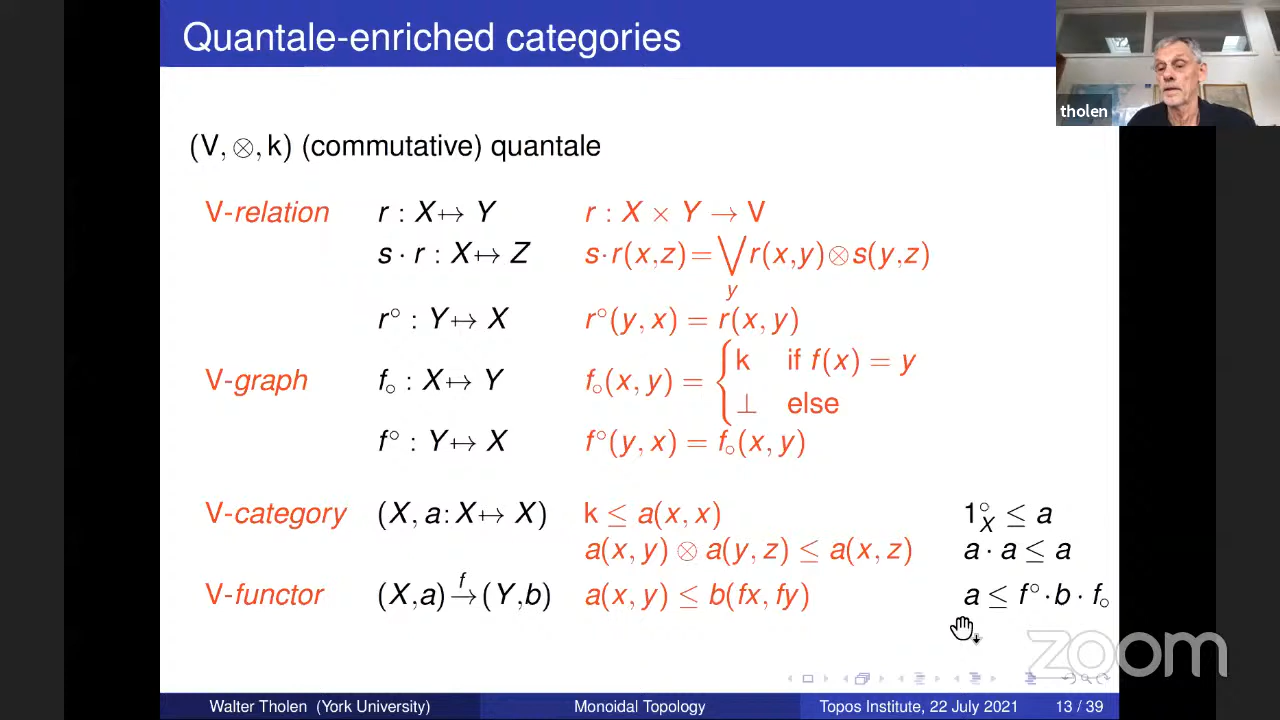 Quantale-enriched categories
tholen
(V, ⊗, k) (commutative) quantale
V-relation r : X ↦ Y r : X × Y → V
s · r : X ↦ Z s·r(x,z)= ⋁ r(x,y)⊗s(y,z)
y
r° : Y ↦ X r°(y, x) = r(x, y)
V-graph f∘ : X ↦ Y f∘(x, y) = { k if f(x) = y
⊥ else
f° : Y ↦ X f°(y, x) = f∘(x, y)
V-category (X, a: X ↦ X) k ≤ a(x, x) 1°_X ≤ a
a(x, y) ⊗ a(y, z) ≤ a(x, z) a · a ≤ a
V-functor (X,a) →^f (Y,b) a(x, y) ≤ b(fx, fy) a ≤ f° · b · f∘
zoom
Walter Tholen (York University) Monoidal Topology Topos Institute, 22 July 2021 13 / 39